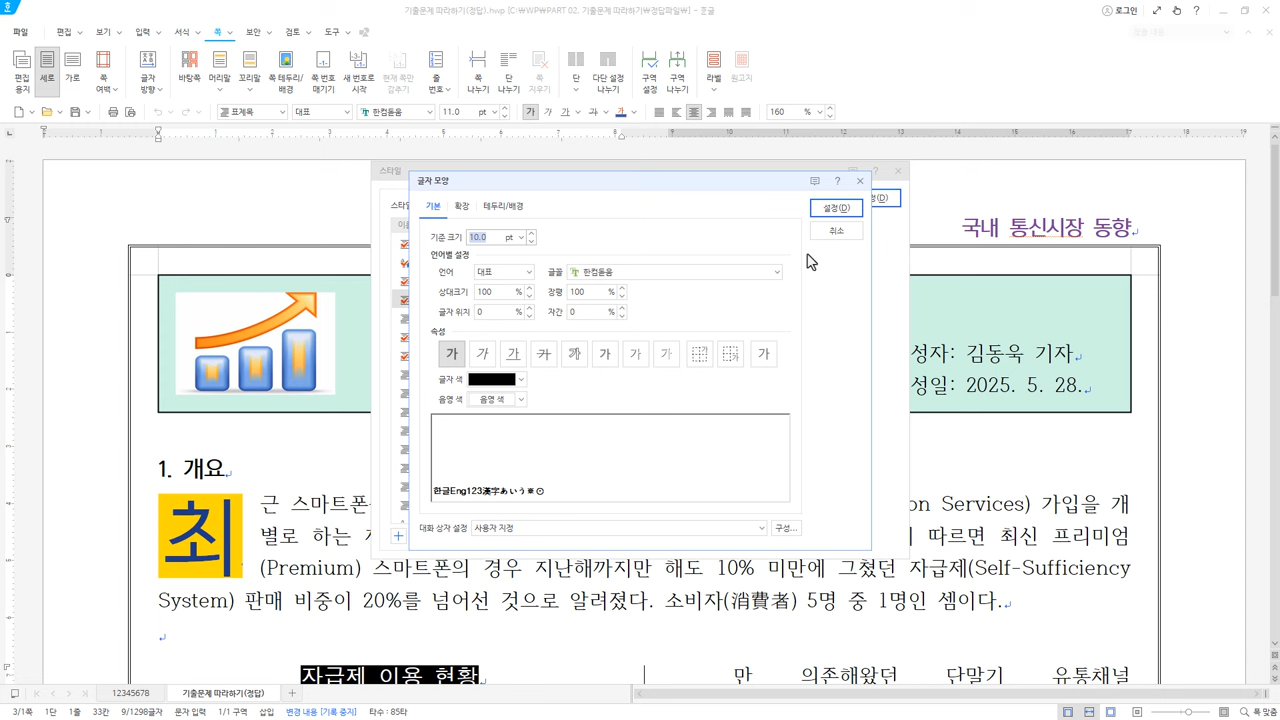 기출문제 따라하기(정답).hwp [C:\WP\PART 02. 기출문제 따라하기\정답파일\] - 한글
로그인
파일 편집 보기 입력 서식 쪽 보안 검토 도구
편집 용지
세로
가로
쪽 여백
글자 방향
바탕쪽
머리말
꼬리말
쪽 테두리/배경
쪽 번호 매기기
새 번호로 시작
현재 쪽만 감추기
줄 번호
쪽 나누기
단 나누기
쪽 지우기
단
다단 설정 나누기
구역 설정
구역 나누기
라벨
원고지
표제목 대표 한컴돋움 11.0 pt 가 가 가 가 가 160 %
스타일
글자 모양
설정(D)
취소
기본 확장 테두리/배경
기준 크기 10.0 pt
언어별 설정
언어 대표 글꼴 한컴돋움
상대크기 100 % 장평 100 %
글자 위치 0 % 자간 0 %
속성
가 가 가 가 가 가 가 가 가
글자 색
음영 색 음영 색
한글Eng123漢字あいう※⊙
대화 상자 설정 사용자 지정 구성...
국내 통신시장 동향
성자: 김동욱 기자
성일: 2025. 5. 28.
1. 개요
최
근 스마트폰
on Services) 가입을 개
별로 하는
따르면 최신 프리미엄
(Premium) 스마트폰의 경우 지난해까지만 해도 10% 미만에 그쳤던 자급제(Self-Sufficiency
System) 판매 비중이 20%를 넘어선 것으로 알려졌다. 소비자(消費者) 5명 중 1명인 셈이다.
자급제 이용 현황
만 의존해왔던 단말기 유통채널
12345678 기출문제 따라하기(정답)
3/1쪽 1단 1줄 33칸 9/1298글자 문자 입력 1/1 구역 삽입 변경 내용 [기록 중지] 타수 : 85타
폭 맞춤